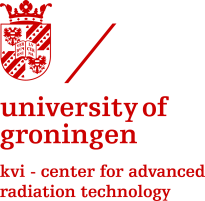 university of
groningen
kvi - center for advanced
radiation technology